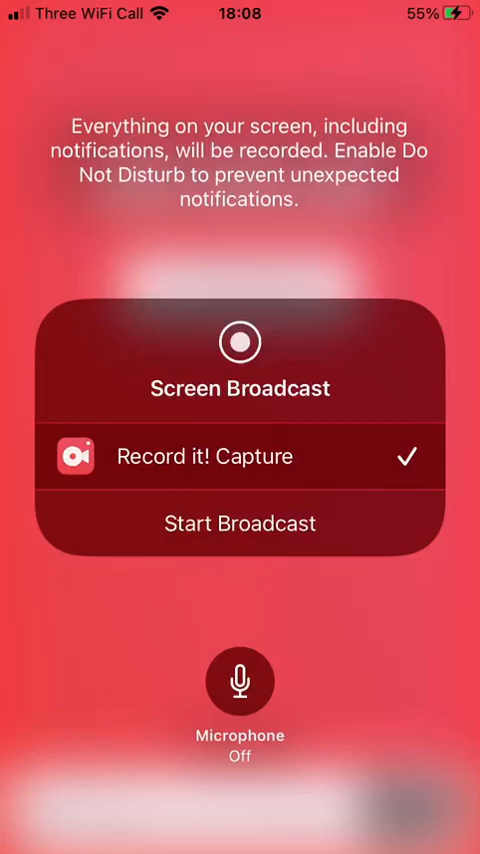 Three WiFi Call 18:08 55%
Everything on your screen, including
notifications, will be recorded. Enable Do
Not Disturb to prevent unexpected
notifications.
Screen Broadcast
Record it! Capture
Start Broadcast
Microphone
Off